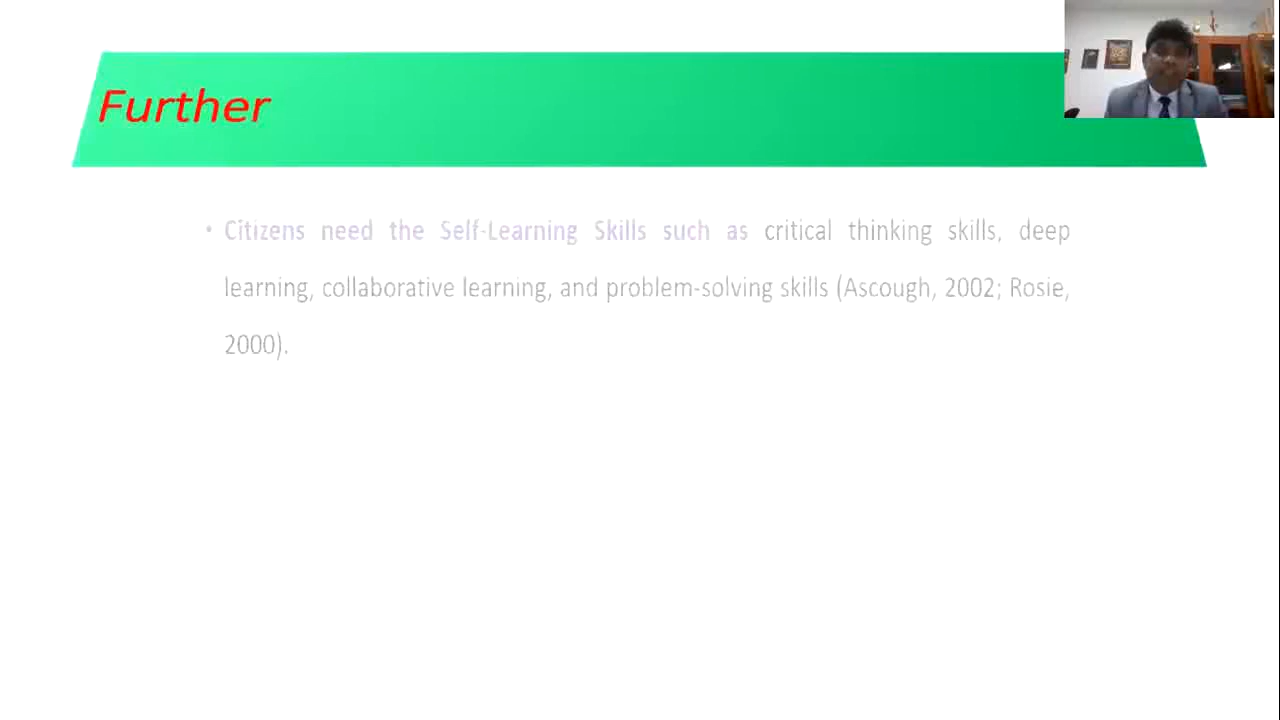 Further
• Citizens need the Self-Learning Skills such as critical thinking skills, deep
learning, collaborative learning, and problem-solving skills (Ascough, 2002; Rosie,
2000).